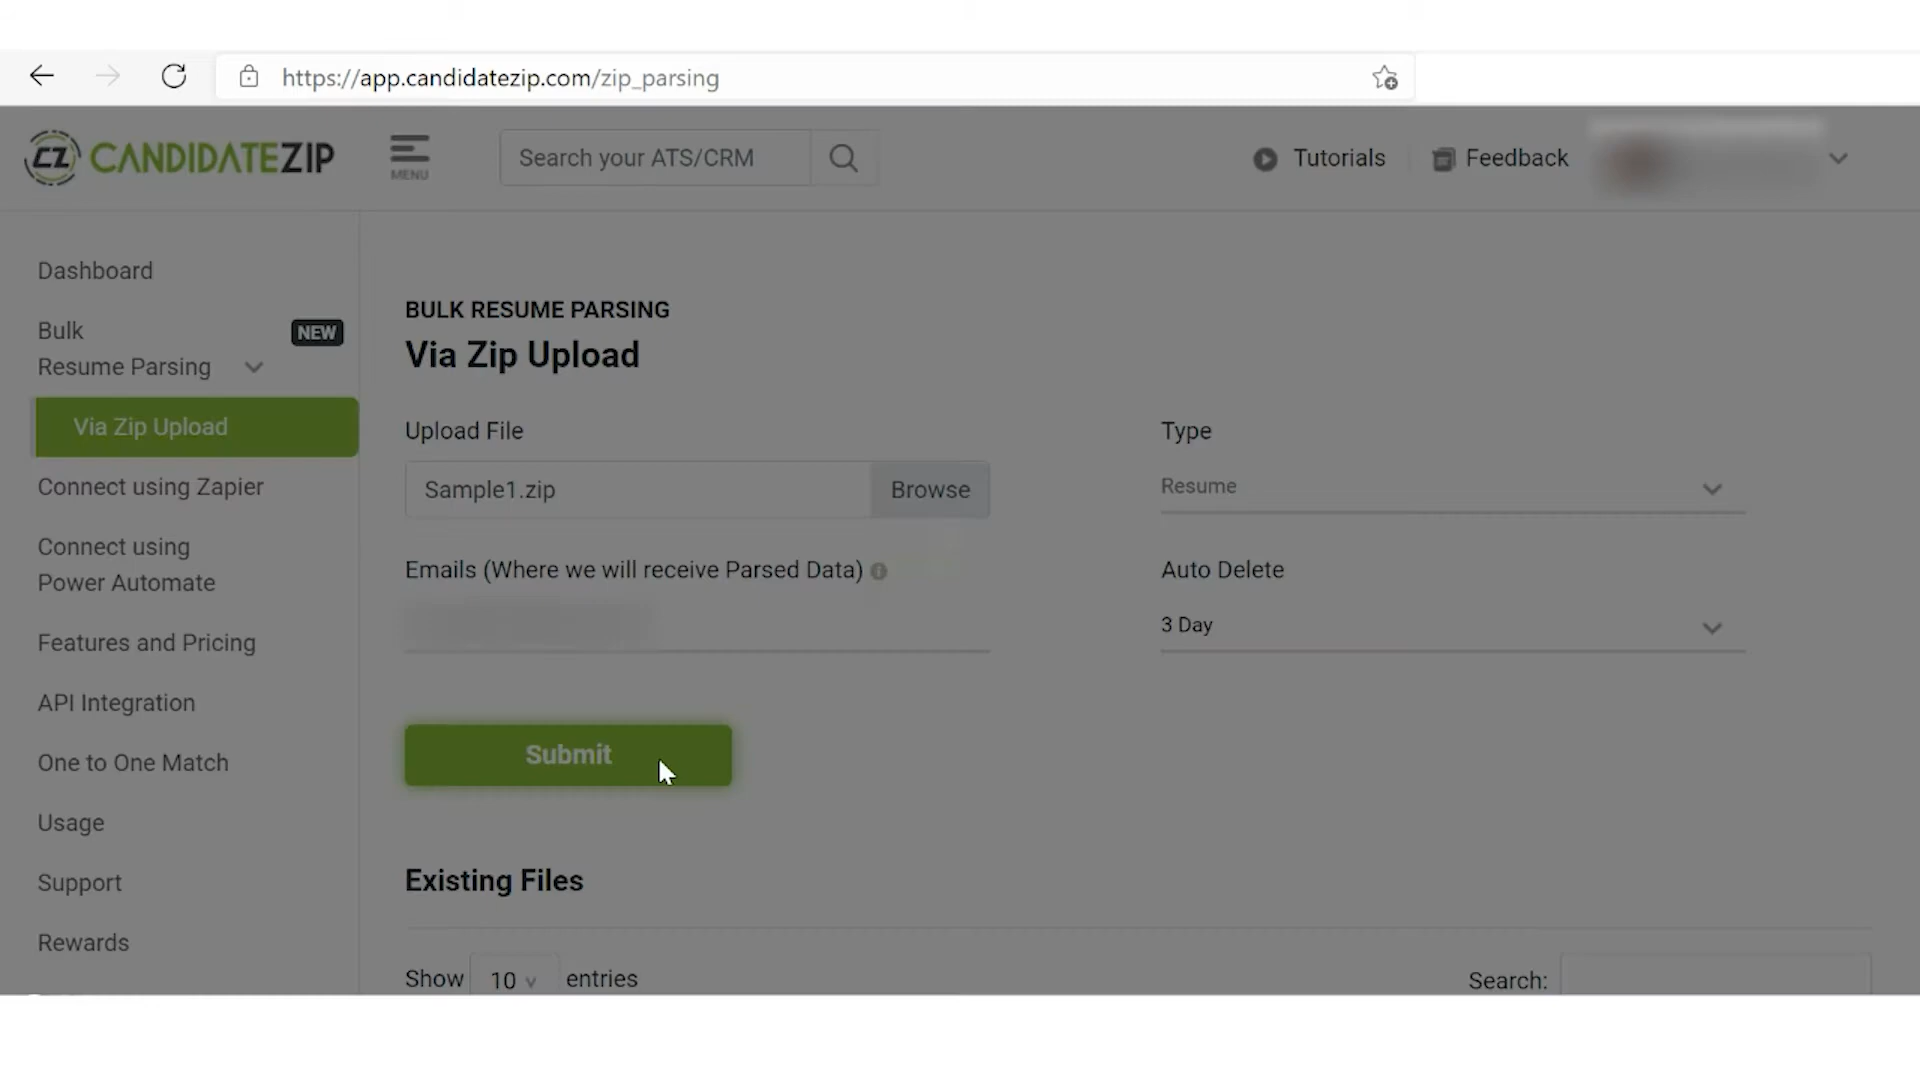 https://app.candidatezip.com/zip_parsing
CZ CANDIDATEZIP
MENU
Search your ATS/CRM
Tutorials
Feedback
Dashboard
Bulk
Resume Parsing
NEW
Via Zip Upload
Connect using Zapier
Connect using
Power Automate
Features and Pricing
API Integration
One to One Match
Usage
Support
Rewards
BULK RESUME PARSING
Via Zip Upload
Upload File
Sample1.zip
Browse
Type
Resume
Emails (Where we will receive Parsed Data)
Auto Delete
3 Day
Submit
Existing Files
Show 10 entries
Search: